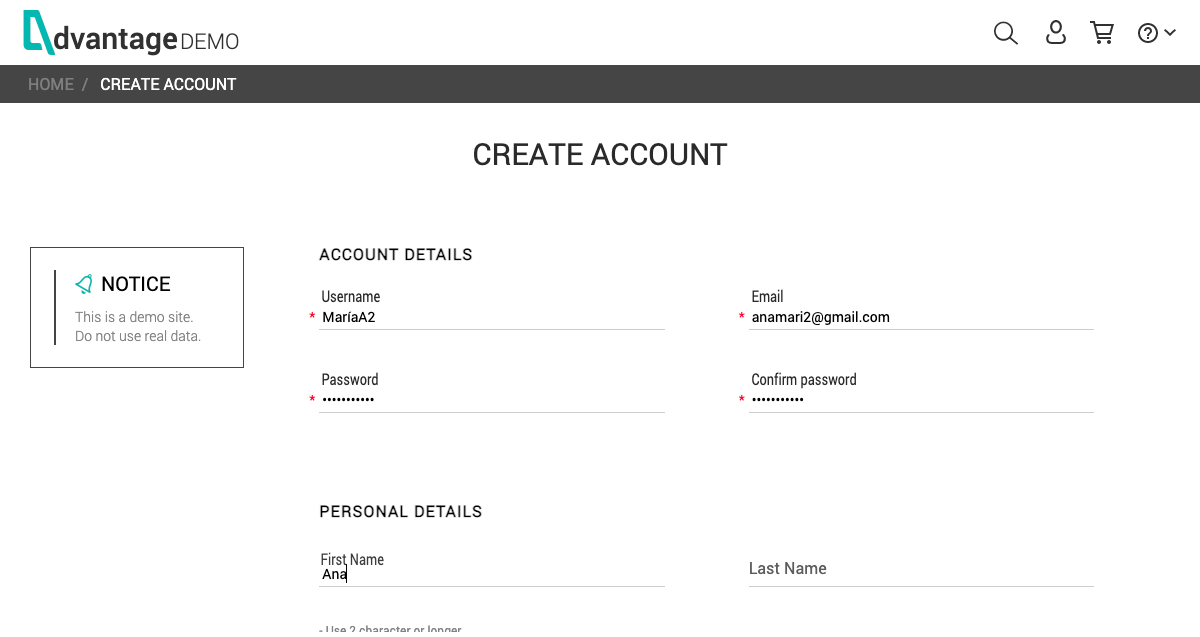 dvantage DEMO
HOME / CREATE ACCOUNT
CREATE ACCOUNT
NOTICE
This is a demo site.
Do not use real data.
ACCOUNT DETAILS
Username
* MaríaA2
Email
* anamari2@gmail.com
Password
* •••••••••••
Confirm password
* •••••••••••
PERSONAL DETAILS
First Name
Ana
Last Name
- Use 2 character or longer